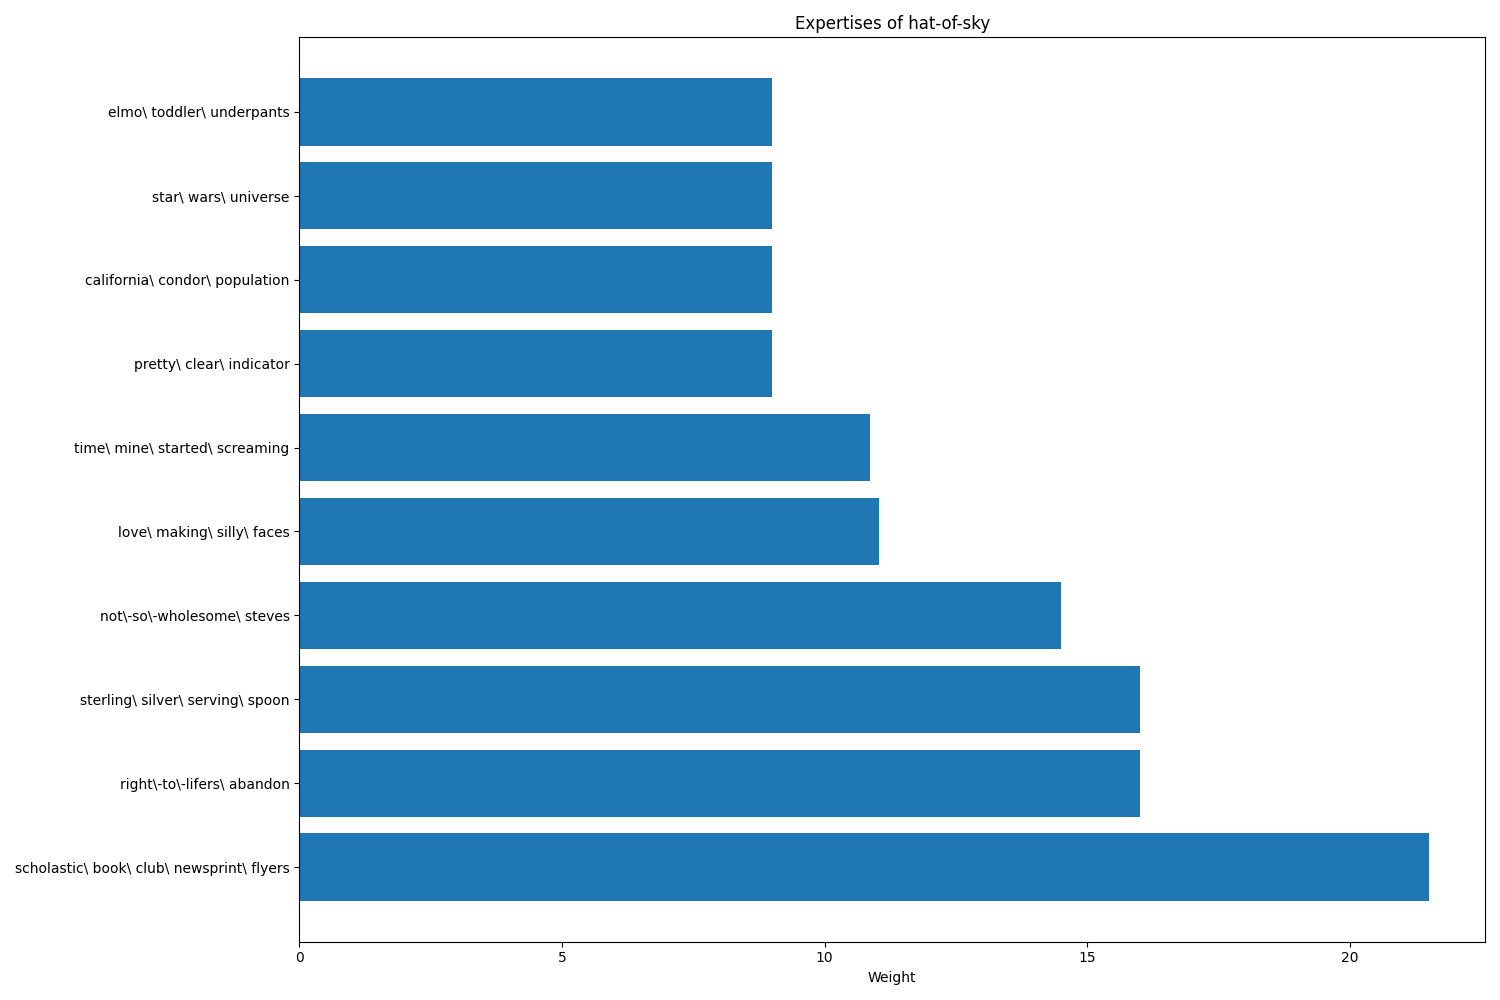 Expertises of hat-of-sky
elmo\ toddler\ underpants
star\ wars\ universe
california\ condor\ population
pretty\ clear\ indicator
time\ mine\ started\ screaming
love\ making\ silly\ faces
not\-so\-wholesome\ steves
sterling\ silver\ serving\ spoon
right\-to\-lifers\ abandon
scholastic\ book\ club\ newsprint\ flyers
0 5 10 15 20
Weight